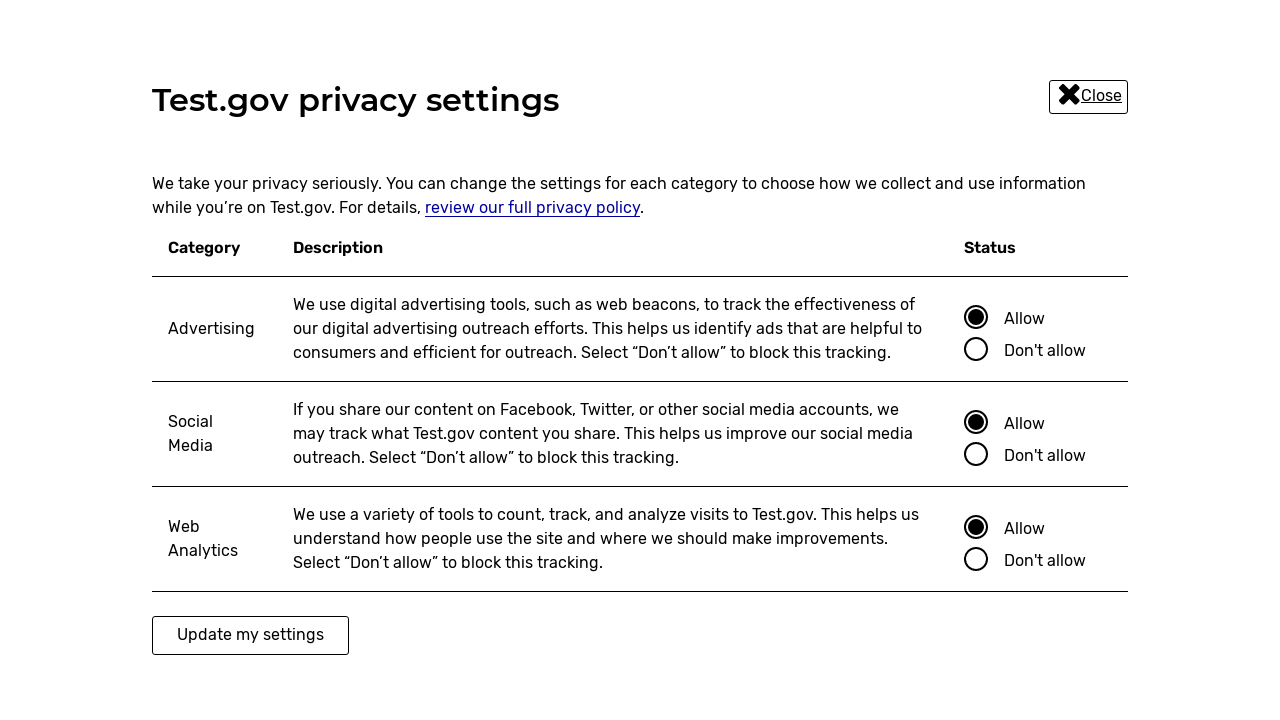 Test.gov privacy settings
Close
We take your privacy seriously. You can change the settings for each category to choose how we collect and use information
while you’re on Test.gov. For details, review our full privacy policy.
Category Description Status
Advertising
We use digital advertising tools, such as web beacons, to track the effectiveness of
our digital advertising outreach efforts. This helps us identify ads that are helpful to
consumers and efficient for outreach. Select “Don’t allow” to block this tracking.
Allow
Don't allow
Social
Media
If you share our content on Facebook, Twitter, or other social media accounts, we
may track what Test.gov content you share. This helps us improve our social media
outreach. Select “Don’t allow” to block this tracking.
Allow
Don't allow
Web
Analytics
We use a variety of tools to count, track, and analyze visits to Test.gov. This helps us
understand how people use the site and where we should make improvements.
Select “Don’t allow” to block this tracking.
Allow
Don't allow
Update my settings